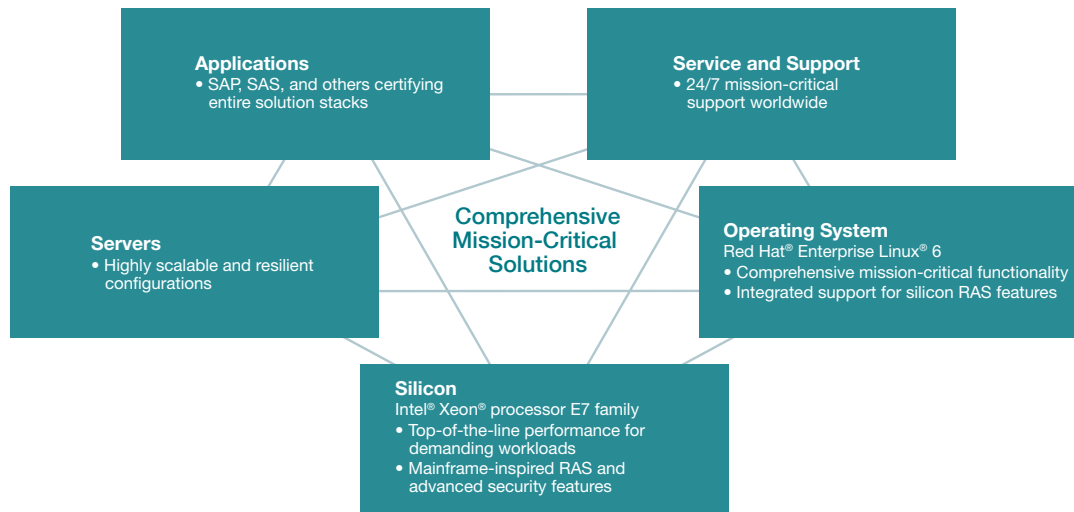 Applications
• SAP, SAS, and others certifying
entire solution stacks
Service and Support
• 24/7 mission-critical
support worldwide
Servers
• Highly scalable and resilient
configurations
Comprehensive
Mission-Critical
Solutions
Operating System
Red Hat® Enterprise Linux® 6
• Comprehensive mission-critical functionality
• Integrated support for silicon RAS features
Silicon
Intel® Xeon® processor E7 family
• Top-of-the-line performance for
demanding workloads
• Mainframe-inspired RAS and
advanced security features